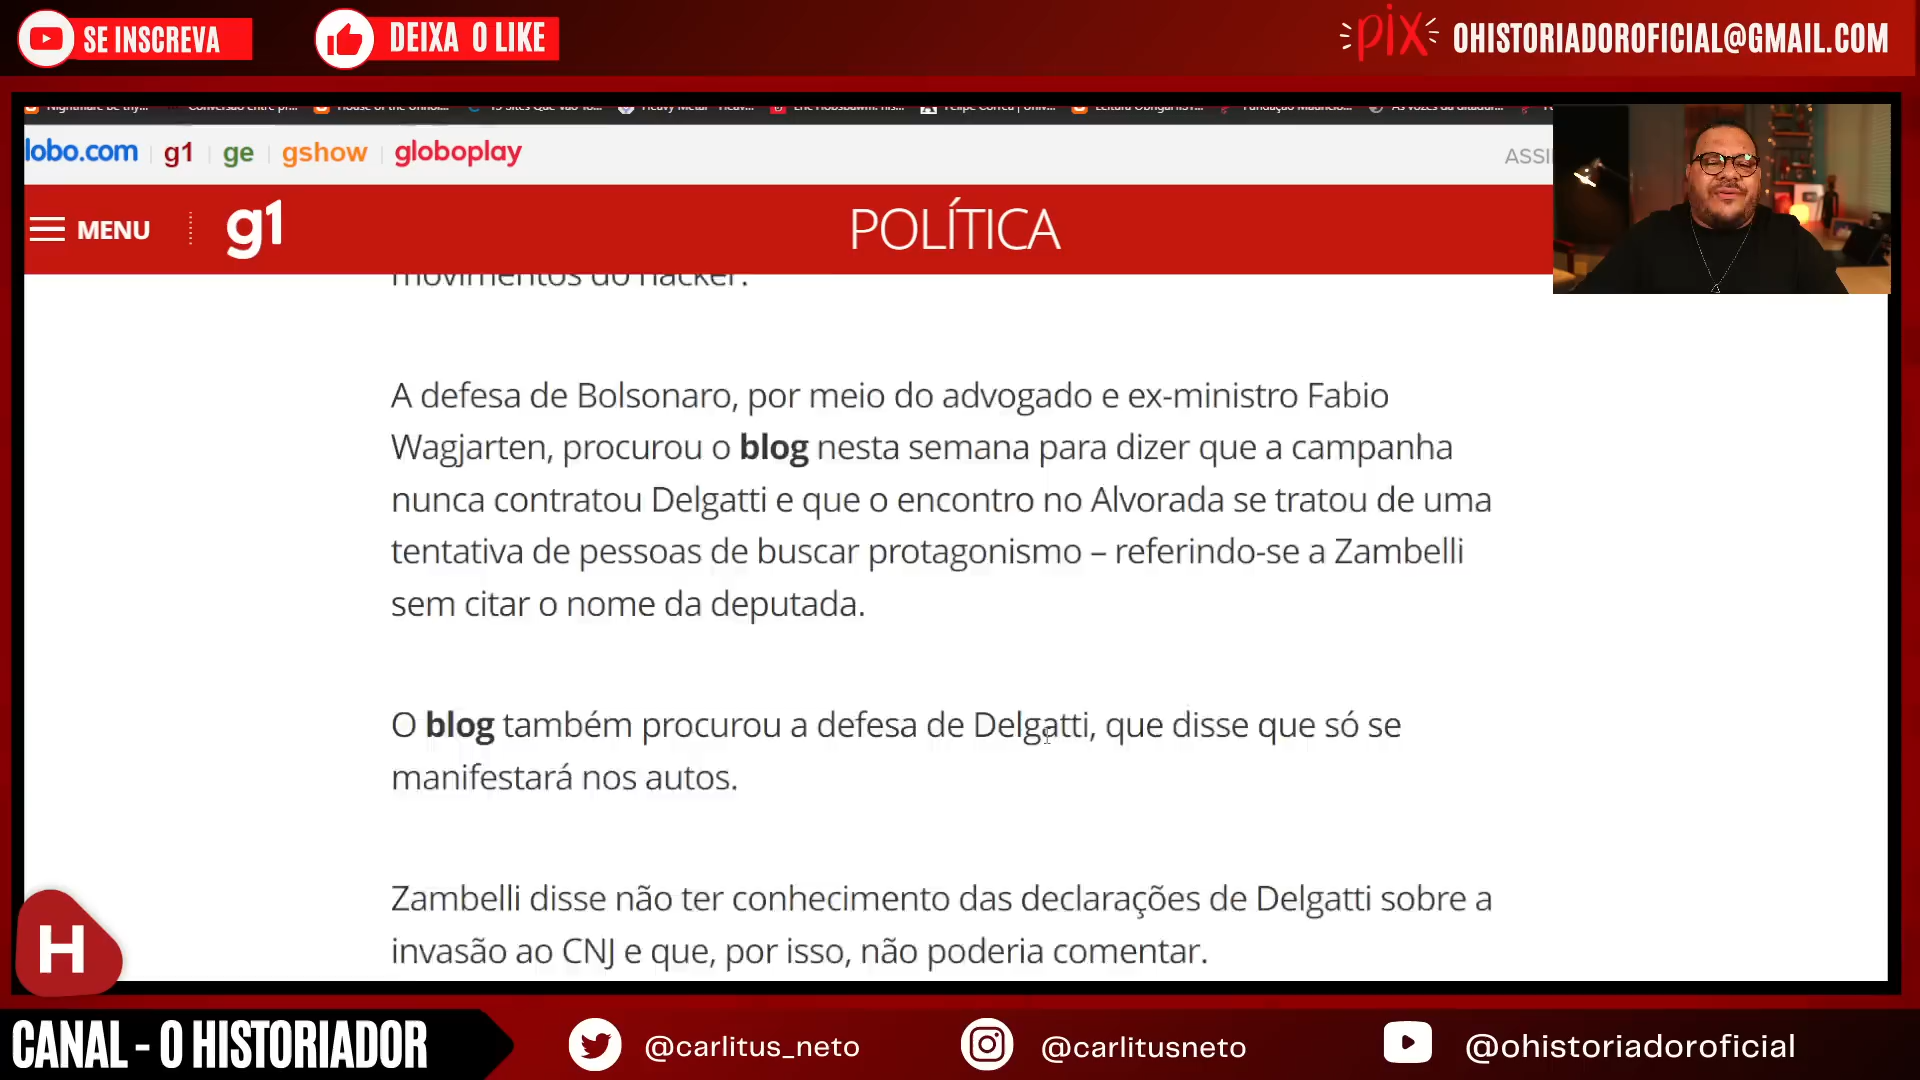 SE INSCREVA
DEIXA O LIKE
PIX
OHISTORIADOROFICIAL@GMAIL.COM
lobo.com | g1 | ge | gshow | globoplay
ASSI
MENU
g1
POLÍTICA
movimentos do hacker.
A defesa de Bolsonaro, por meio do advogado e ex-ministro Fabio
Wagjarten, procurou o blog nesta semana para dizer que a campanha
nunca contratou Delgatti e que o encontro no Alvorada se tratou de uma
tentativa de pessoas de buscar protagonismo – referindo-se a Zambelli
sem citar o nome da deputada.
O blog também procurou a defesa de Delgatti, que disse que só se
manifestará nos autos.
Zambelli disse não ter conhecimento das declarações de Delgatti sobre a
invasão ao CNJ e que, por isso, não poderia comentar.
H
CANAL - O HISTORIADOR
@carlitus_neto
@carlitusneto
@ohistoriadoroficial